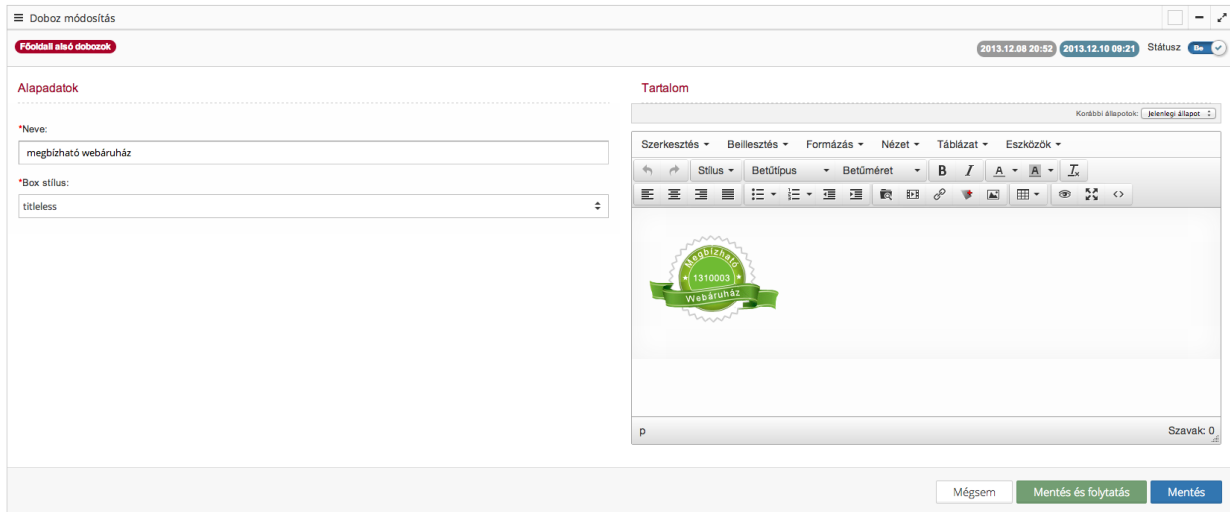 Doboz módosítás
Főoldali alsó dobozok
2013.12.08 20:52 2013.12.10 09:21 Státusz Be
Alapadatok
*Neve:
megbízható webáruház
*Box stílus:
titleless
Tartalom
Korábbi állapotok: Jelenlegi állapot
Szerkesztés Beillesztés Formázás Nézet Táblázat Eszközök
Stílus Betűtípus Betűméret B I A A Tx
Megbízható
1310003
Webáruház
p Szavak: 0
Mégsem Mentés és folytatás Mentés